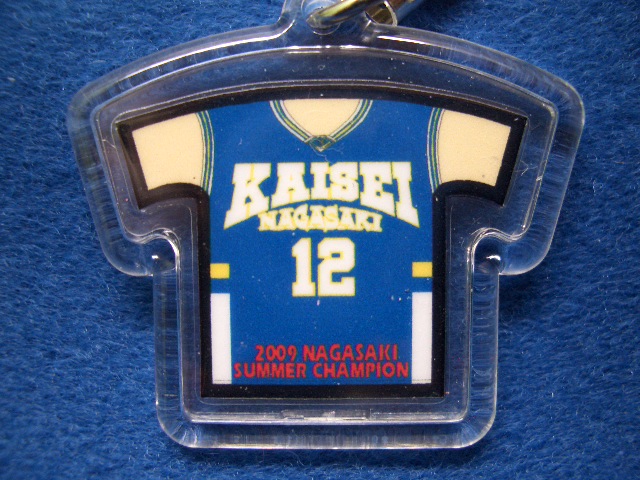 KAISEI
NAGASAKI
12
2009 NAGASAKI
SUMMER CHAMPION